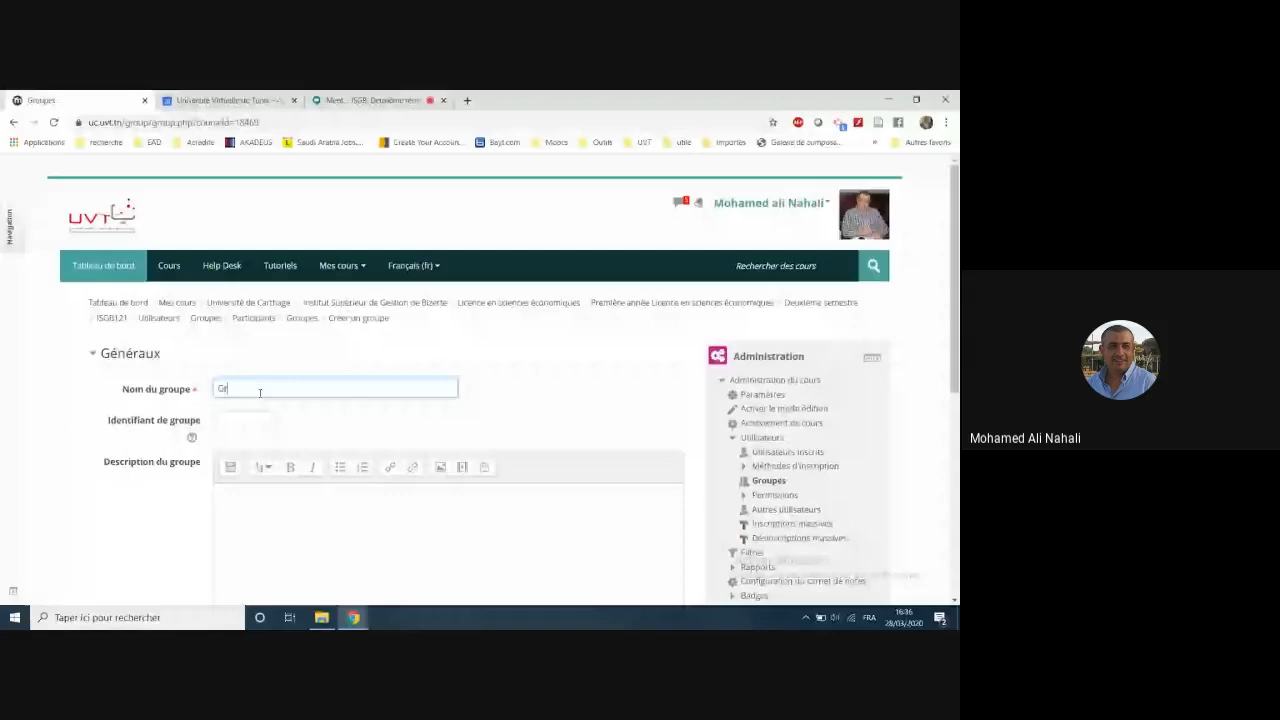 Groupes
Université Virtuelle de Tunis
Meet
uc.uvt.tn/group/group.php?courseid=18469
Applications recherche EAD Acredite AKADEUS Saudi Arabia Jobs,... Create Your Accoun... Bayt.com Moocs Outils UVT utile Importés Galerie de composa... » Autres favoris
Navigation
UVT
Mohamed ali Nahali
Tableau de bord Cours Help Desk Tutoriels Mes cours Français (fr) Rechercher des cours
Tableau de bord Mes cours Université de Carthage Institut Supérieur de Gestion de Bizerte Licence en sciences économiques Première année Licence en sciences économiques Deuxième semestre
ISGB121 Utilisateurs Groupes Participants Groupes Créer un groupe
Généraux
Nom du groupe * Gr
Identifiant de groupe
Description du groupe
B I
Administration
Administration du cours
Paramètres
Activer le mode édition
Achèvement de cours
Utilisateurs
Utilisateurs inscrits
Méthodes d'inscription
Groupes
Permissions
Autres utilisateurs
Inscriptions massives
Désinscriptions massives
Filtres
Rapports
Configuration du carnet de notes
Badges
Taper ici pour rechercher
FRA
16:36
28/03/2020
2
Mohamed Ali Nahali